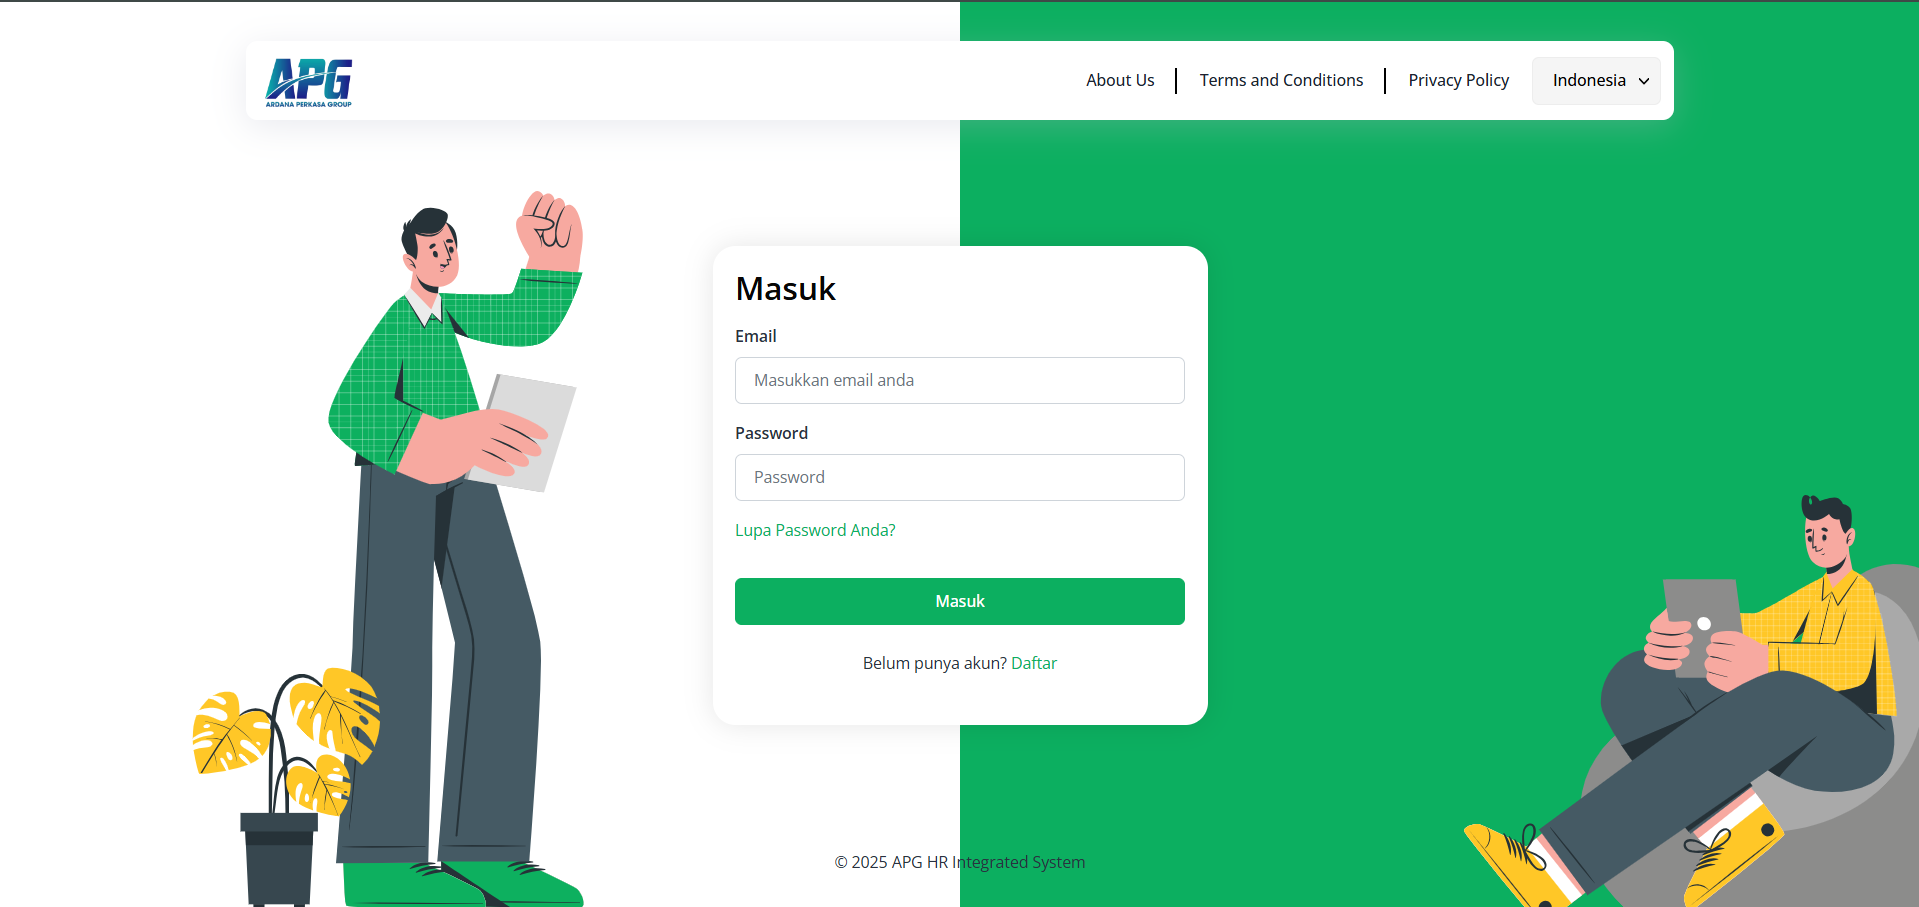 APG
ARDANA PERKASA GROUP
About Us
Terms and Conditions
Privacy Policy
Indonesia
Masuk
Email
Masukkan email anda
Password
Password
Lupa Password Anda?
Masuk
Belum punya akun? Daftar
© 2025 APG HR Integrated System